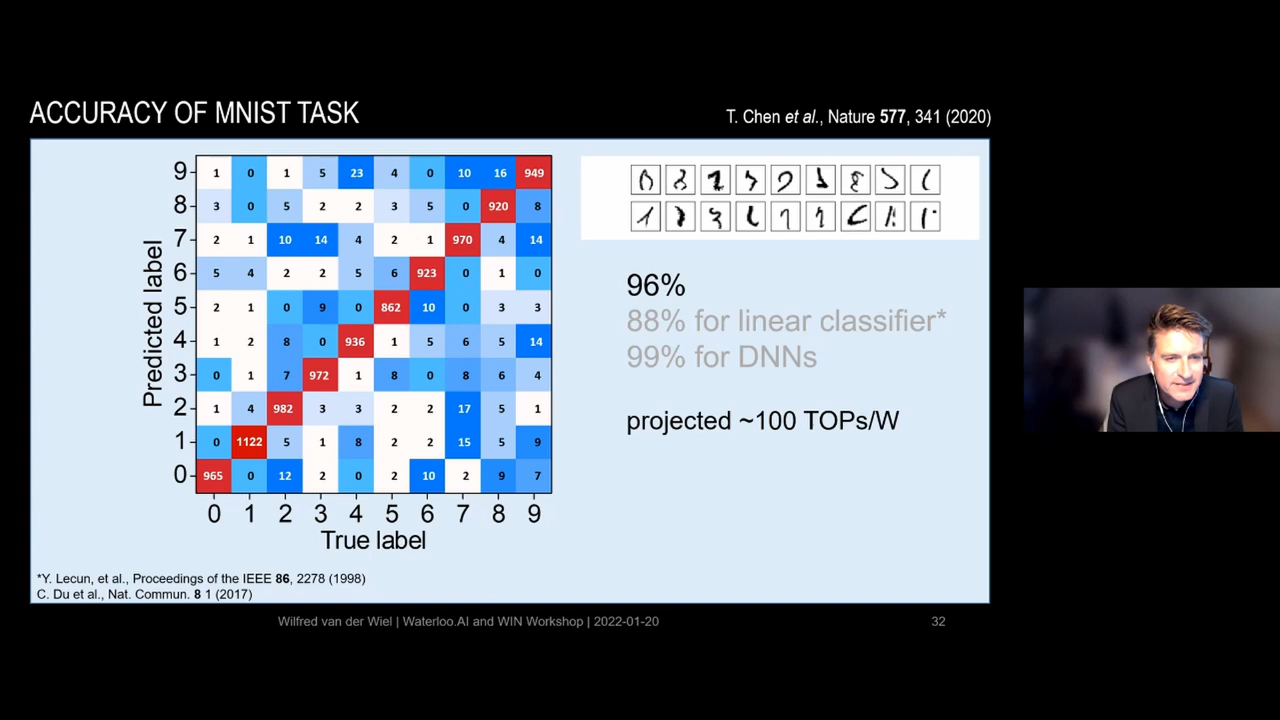 ACCURACY OF MNIST TASK
T. Chen et al., Nature 577, 341 (2020)
Predicted label
9 1 0 1 5 23 4 0 10 16 949
8 3 0 5 2 2 3 5 0 920 8
7 2 1 10 14 4 2 1 970 4 14
6 5 4 2 2 5 6 923 0 1 0
5 2 1 0 9 0 862 10 0 3 3
4 1 2 8 0 936 1 5 6 5 14
3 0 1 7 972 1 8 0 8 6 4
2 1 4 982 3 3 2 2 17 5 1
1 0 1122 5 1 8 2 2 15 5 9
0 965 0 12 2 0 2 10 2 9 7
0 1 2 3 4 5 6 7 8 9
True label
96%
88% for linear classifier*
99% for DNNs
projected ~100 TOPs/W
*Y. Lecun, et al., Proceedings of the IEEE 86, 2278 (1998)
C. Du et al., Nat. Commun. 8 1 (2017)
Wilfred van der Wiel | Waterloo.AI and WIN Workshop | 2022-01-20
32